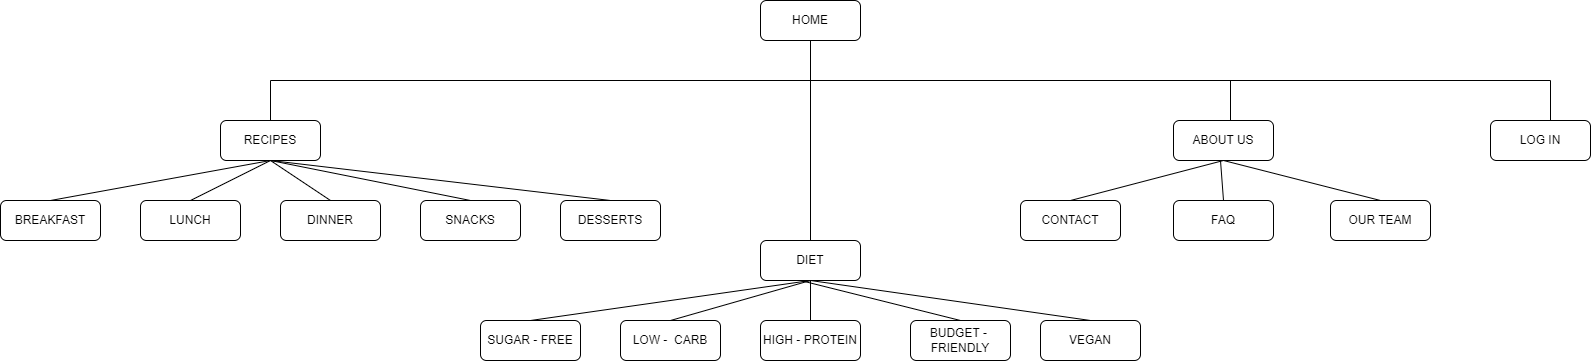 HOME
RECIPES
ABOUT US
LOG IN
BREAKFAST
LUNCH
DINNER
SNACKS
DESSERTS
CONTACT
FAQ
OUR TEAM
DIET
SUGAR - FREE
LOW -  CARB
HIGH - PROTEIN
BUDGET -
FRIENDLY
VEGAN